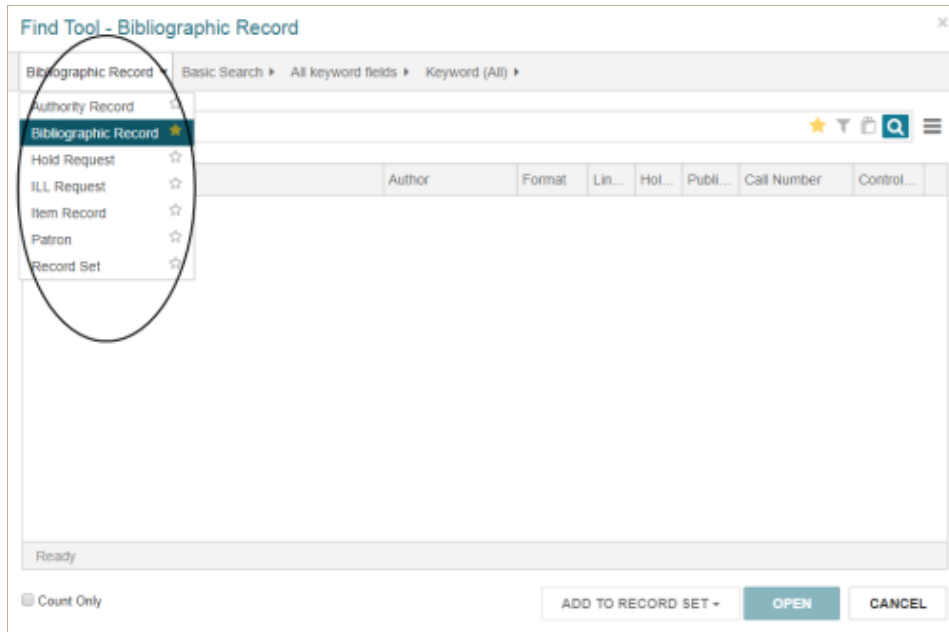 Find Tool - Bibliographic Record
Bibliographic Record Basic Search All keyword fields Keyword (All)
Authority Record
Bibliographic Record
Hold Request
ILL Request
Item Record
Patron
Record Set
Author Format Lin... Hol... Publi... Call Number Control...
Ready
Count Only ADD TO RECORD SET OPEN CANCEL